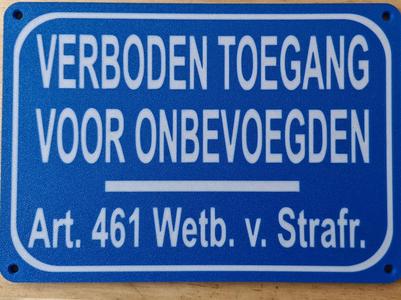 VERBODEN TOEGANG
VOOR ONBEVOEGDEN
Art. 461 Wetb. v. Strafr.